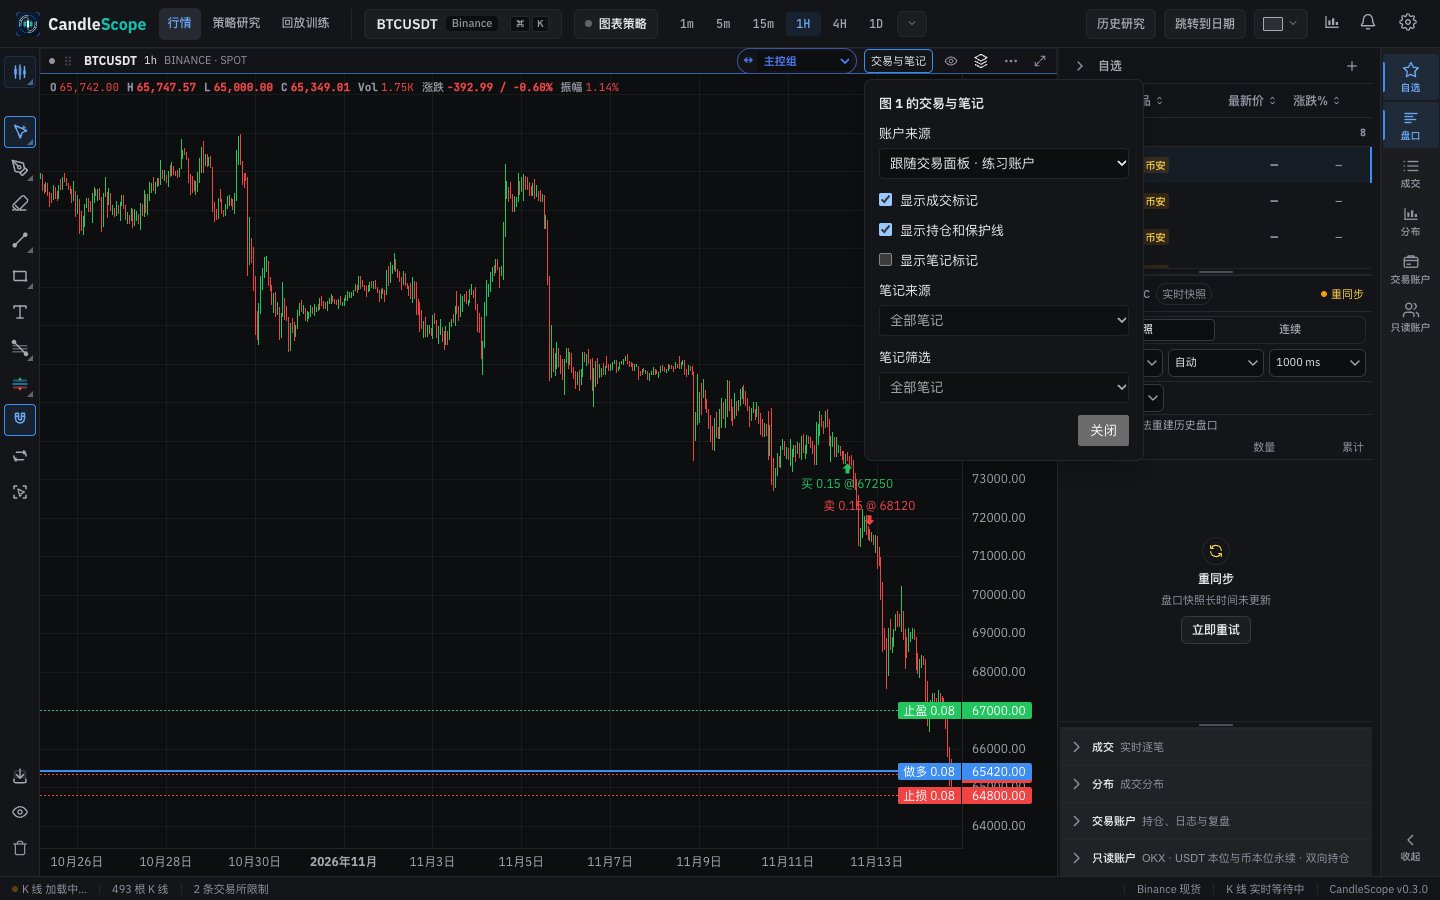 CandleScope
行情
策略研究
回放训练
BTCUSDT Binance ⌘ K
图表策略
1m 5m 15m 1H 4H 1D
历史研究
跳转到日期
BTCUSDT 1h BINANCE · SPOT
主控组
交易与笔记
O 65,742.00 H 65,747.57 L 65,000.00 C 65,349.01 Vol 1.75K 涨跌 -392.99 / -0.60% 振幅 1.14%
图 1 的交易与笔记
账户来源
跟随交易面板 · 练习账户
显示成交标记
显示持仓和保护线
显示笔记标记
笔记来源
全部笔记
笔记筛选
全部笔记
关闭
买 0.15 @ 67250
卖 0.15 @ 68120
73000.00
72000.00
71000.00
70000.00
69000.00
68000.00
止盈 0.08 67000.00
66000.00
做多 0.08 65420.00
止损 0.08 64800.00
64000.00
10月26日 10月28日 10月30日 2026年11月 11月3日 11月5日 11月7日 11月9日 11月11日 11月13日
自选
品 最新价 涨跌%
8
币安 — —
币安 — —
币安 — —
C 实时快照 重同步
照 连续
自动 1000 ms
法重建历史盘口
数量 累计
重同步
盘口快照长时间未更新
立即重试
成交 实时逐笔
分布 成交分布
交易账户 持仓、日志与复盘
只读账户 OKX · USDT 本位与币本位永续 · 双向持仓
自选
盘口
成交
分布
交易账户
只读账户
收起
K 线 加载中... 493 根 K 线 2 条交易所限制
Binance 现货 K 线 实时等待中 CandleScope v0.3.0